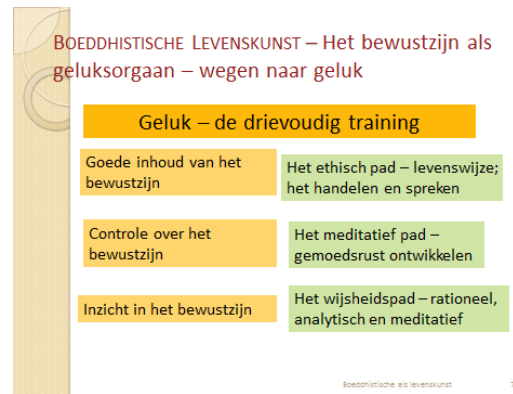 BOEDDHISTISCHE LEVENSKUNST – Het bewustzijn als
geluksorgaan – wegen naar geluk
Geluk – de drievoudig training
Goede inhoud van het
bewustzijn
Het ethisch pad – levenswijze;
het handelen en spreken
Controle over het
bewustzijn
Het meditatief pad –
gemoedsrust ontwikkelen
Inzicht in het bewustzijn
Het wijsheidspad – rationeel,
analytisch en meditatief
Boeddhistische als levenskunst
7